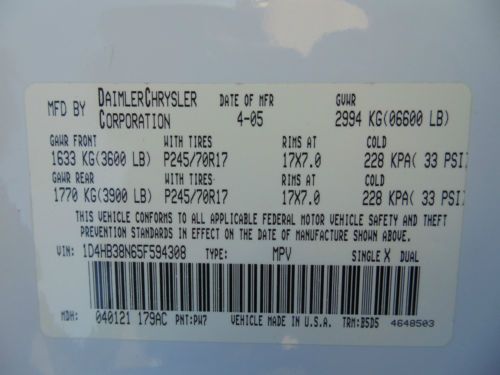 MFD BY DAIMLERCHRYSLER CORPORATION DATE OF MFR 4-05 GVWR 2994 KG(06600 LB)
GAWR FRONT WITH TIRES RIMS AT COLD
1633 KG(3600 LB) P245/70R17 17X7.0 228 KPA( 33 PSI)
GAWR REAR WITH TIRES RIMS AT COLD
1770 KG(3900 LB) P245/70R17 17X7.0 228 KPA( 33 PSI)
THIS VEHICLE CONFORMS TO ALL APPLICABLE FEDERAL MOTOR VEHICLE SAFETY AND THEFT
PREVENTION STANDARDS IN EFFECT ON THE DATE OF MANUFACTURE SHOWN ABOVE.
VIN: 1D4HB38N65F594308 TYPE: MPV SINGLE X DUAL
MDH: 040121 179AC PNT:PW7 VEHICLE MADE IN U.S.A. TRM:B5D5 4648503